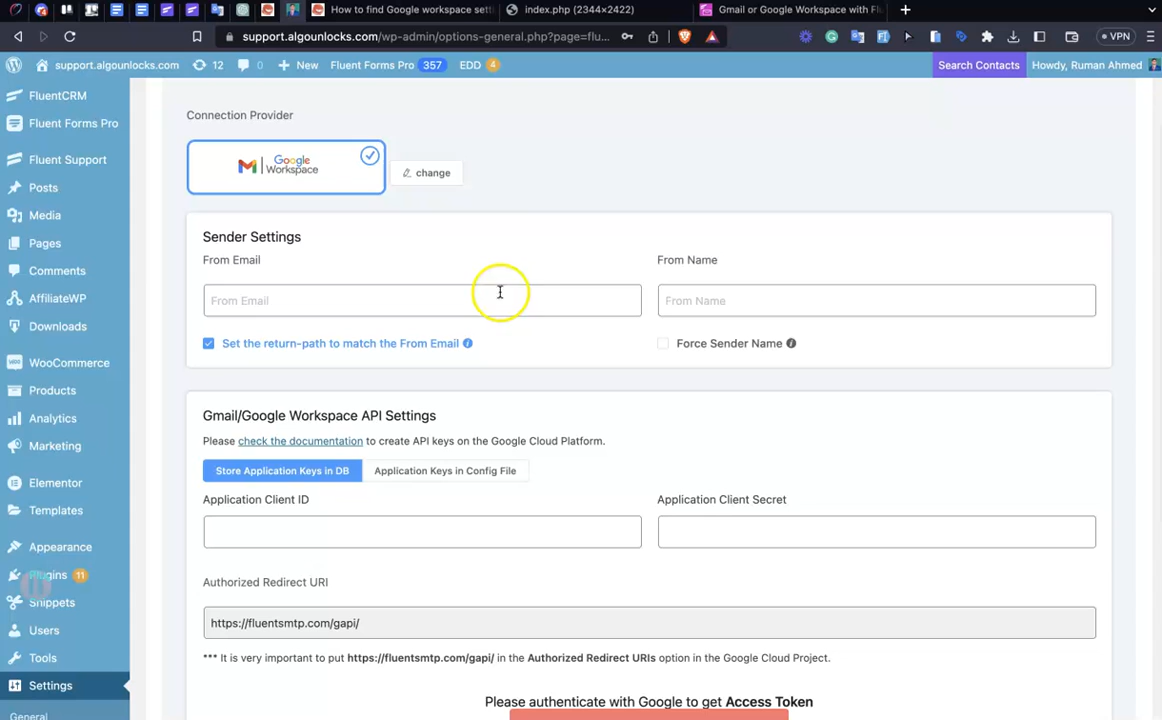 How to find Google workspace sett
index.php (2344×2422)
Gmail or Google Workspace with Flu
support.algounlocks.com/wp-admin/options-general.php?page=flu...
VPN
support.algounlocks.com
12
0
New
Fluent Forms Pro 357
EDD 4
Search Contacts
Howdy, Ruman Ahmed
FluentCRM
Fluent Forms Pro
Fluent Support
Posts
Media
Pages
Comments
AffiliateWP
Downloads
WooCommerce
Products
Analytics
Marketing
Elementor
Templates
Appearance
Plugins 11
Snippets
Users
Tools
Settings
General
Connection Provider
Google Workspace
change
Sender Settings
From Email
From Name
From Email
From Name
Set the return-path to match the From Email
Force Sender Name
Gmail/Google Workspace API Settings
Please check the documentation to create API keys on the Google Cloud Platform.
Store Application Keys in DB
Application Keys in Config File
Application Client ID
Application Client Secret
Authorized Redirect URI
https://fluentsmtp.com/gapi/
*** It is very important to put https://fluentsmtp.com/gapi/ in the Authorized Redirect URIs option in the Google Cloud Project.
Please authenticate with Google to get Access Token